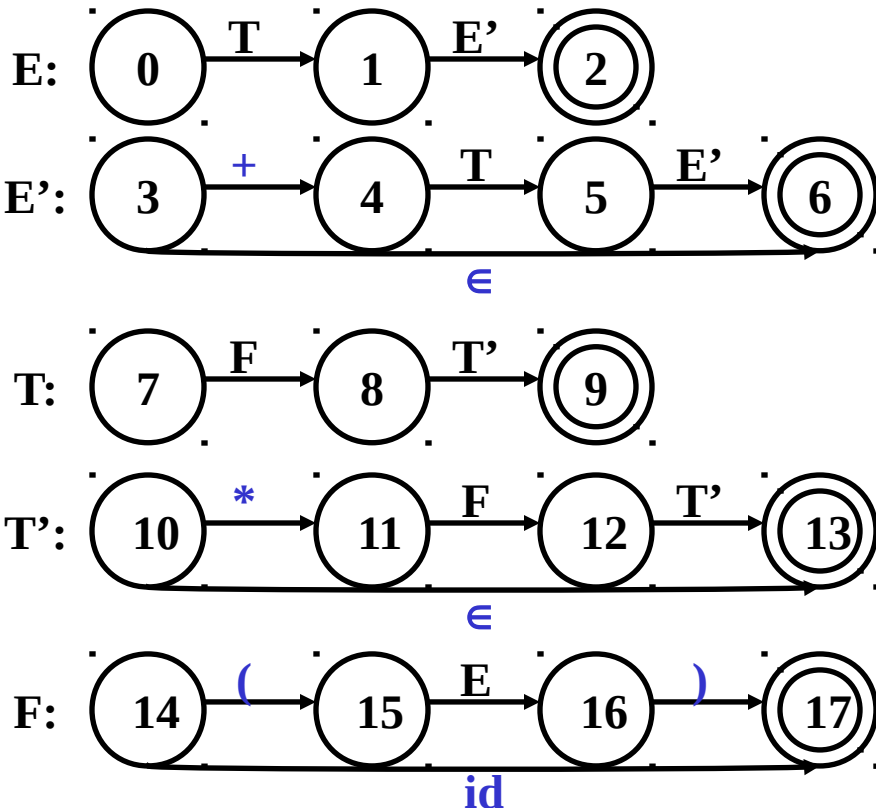 T E’
E: 0 1 2
+ T E’
E’: 3 4 5 6
∈
F T’
T: 7 8 9
* F T’
T’: 10 11 12 13
∈
( E )
F: 14 15 16 17
id